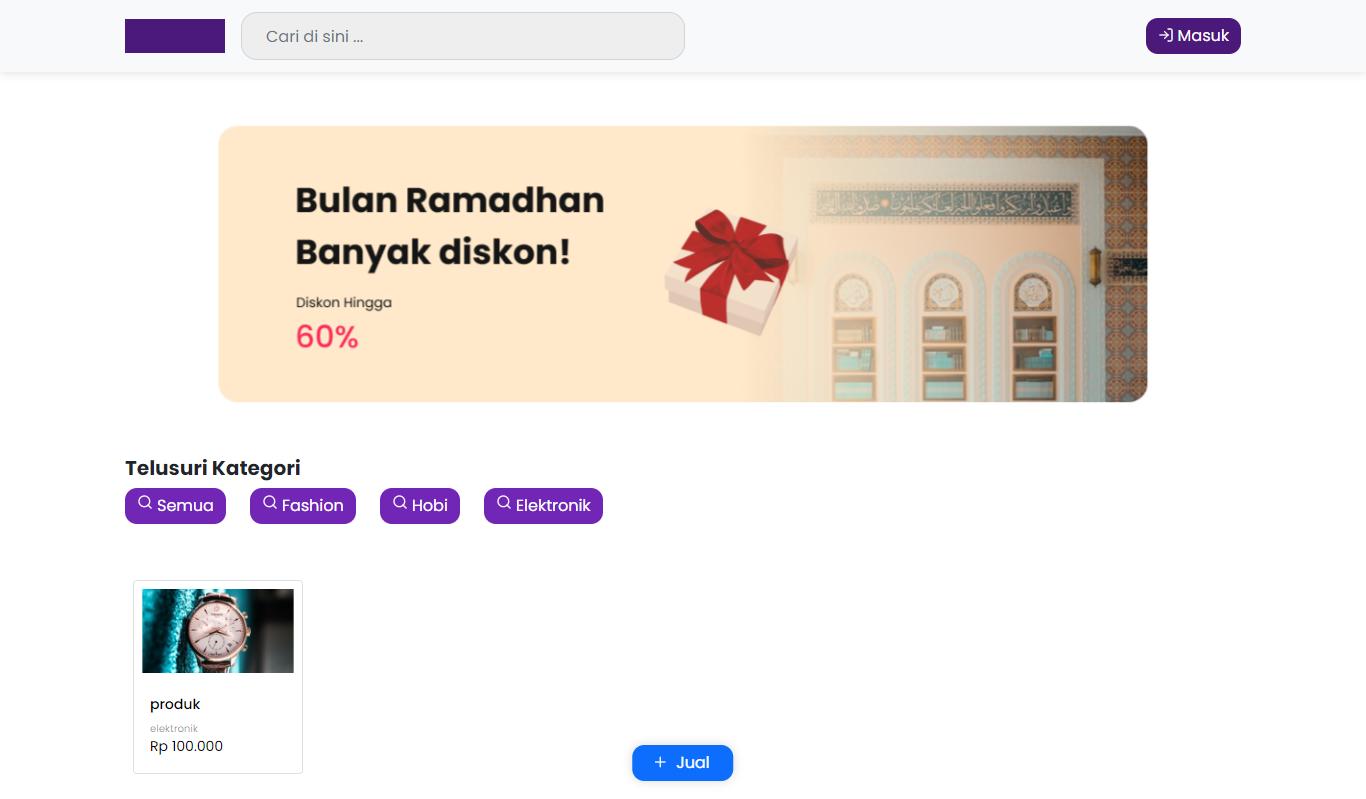 Cari di sini ...
Masuk
Bulan Ramadhan
Banyak diskon!
Diskon Hingga
60%
Telusuri Kategori
Semua
Fashion
Hobi
Elektronik
produk
elektronik
Rp 100.000
+ Jual